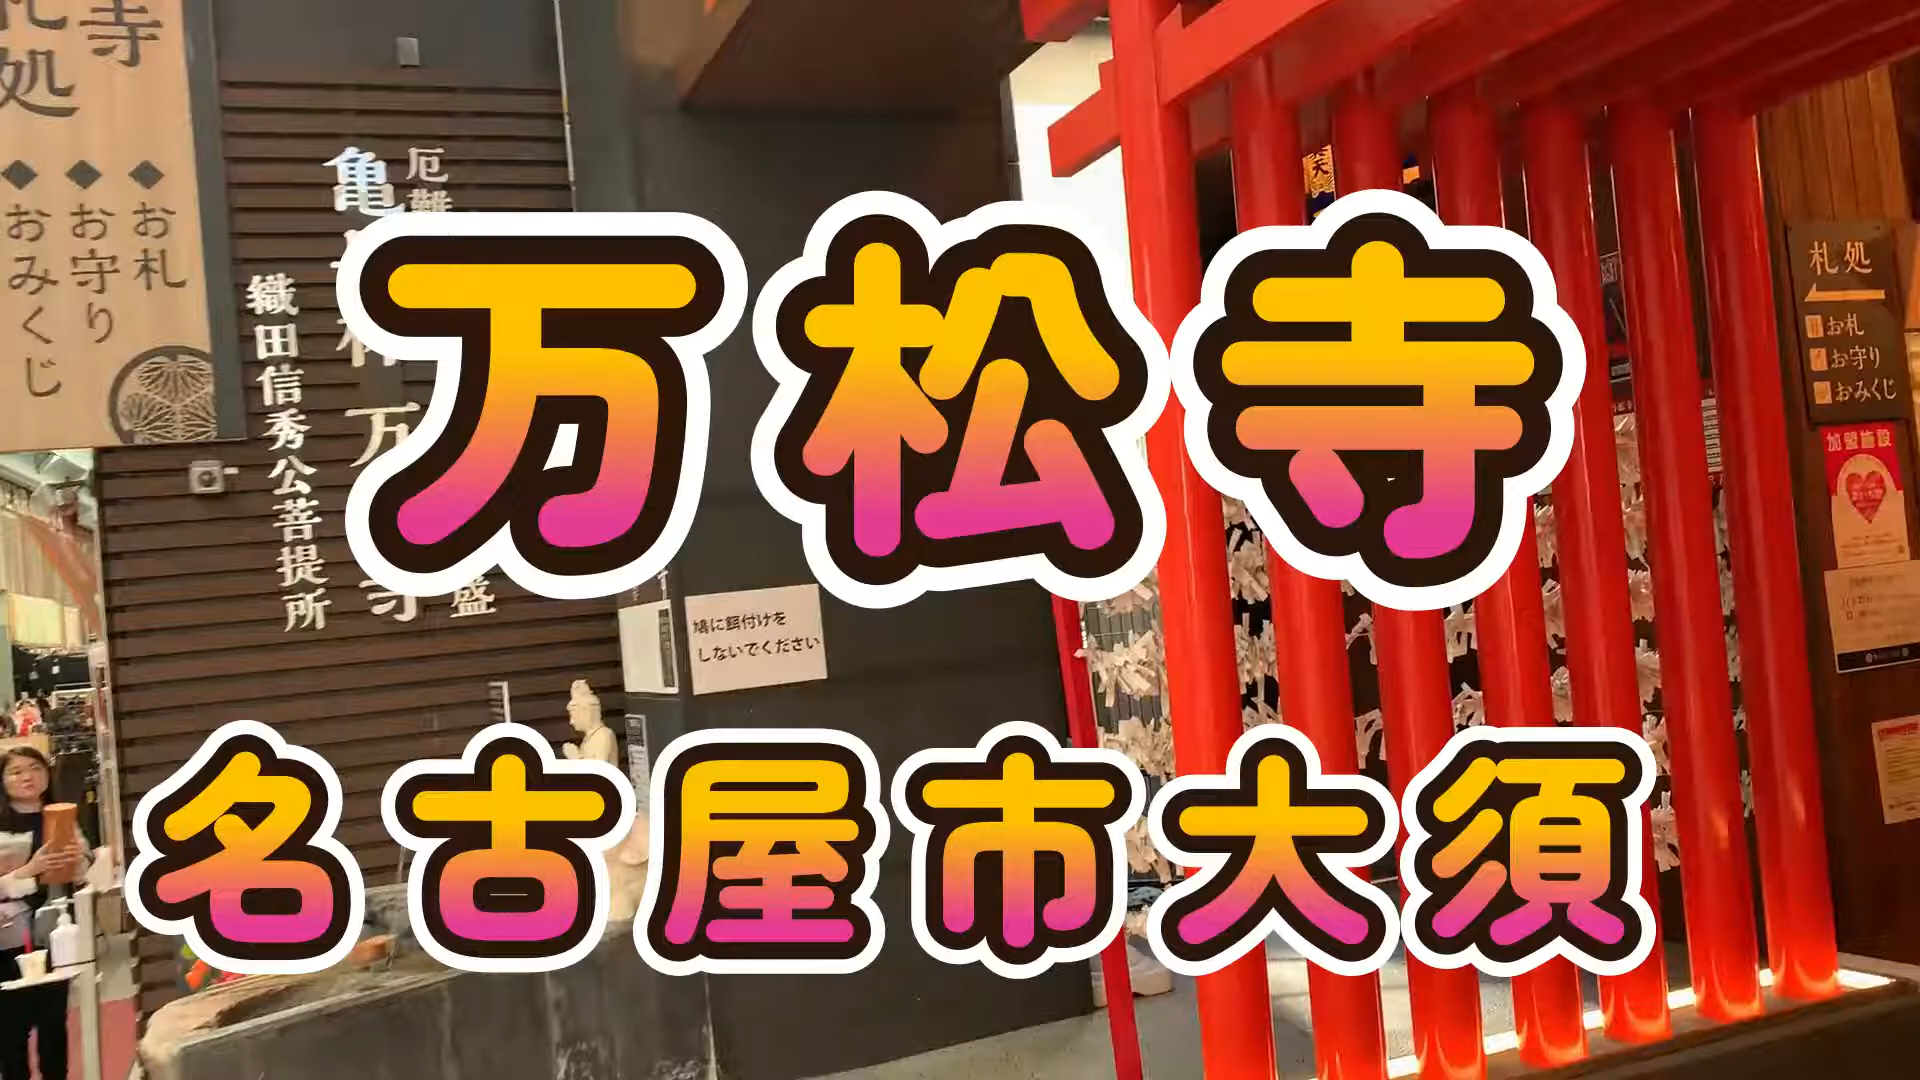 万松寺
名古屋市大須
寺
札処
◆お札
◆お守り
◆おみくじ
厄難
亀
万
寺
盛
織田信秀公菩提所
鳩に餌付けを
しないでください
札処
お札
お守り
おみくじ
加盟施設